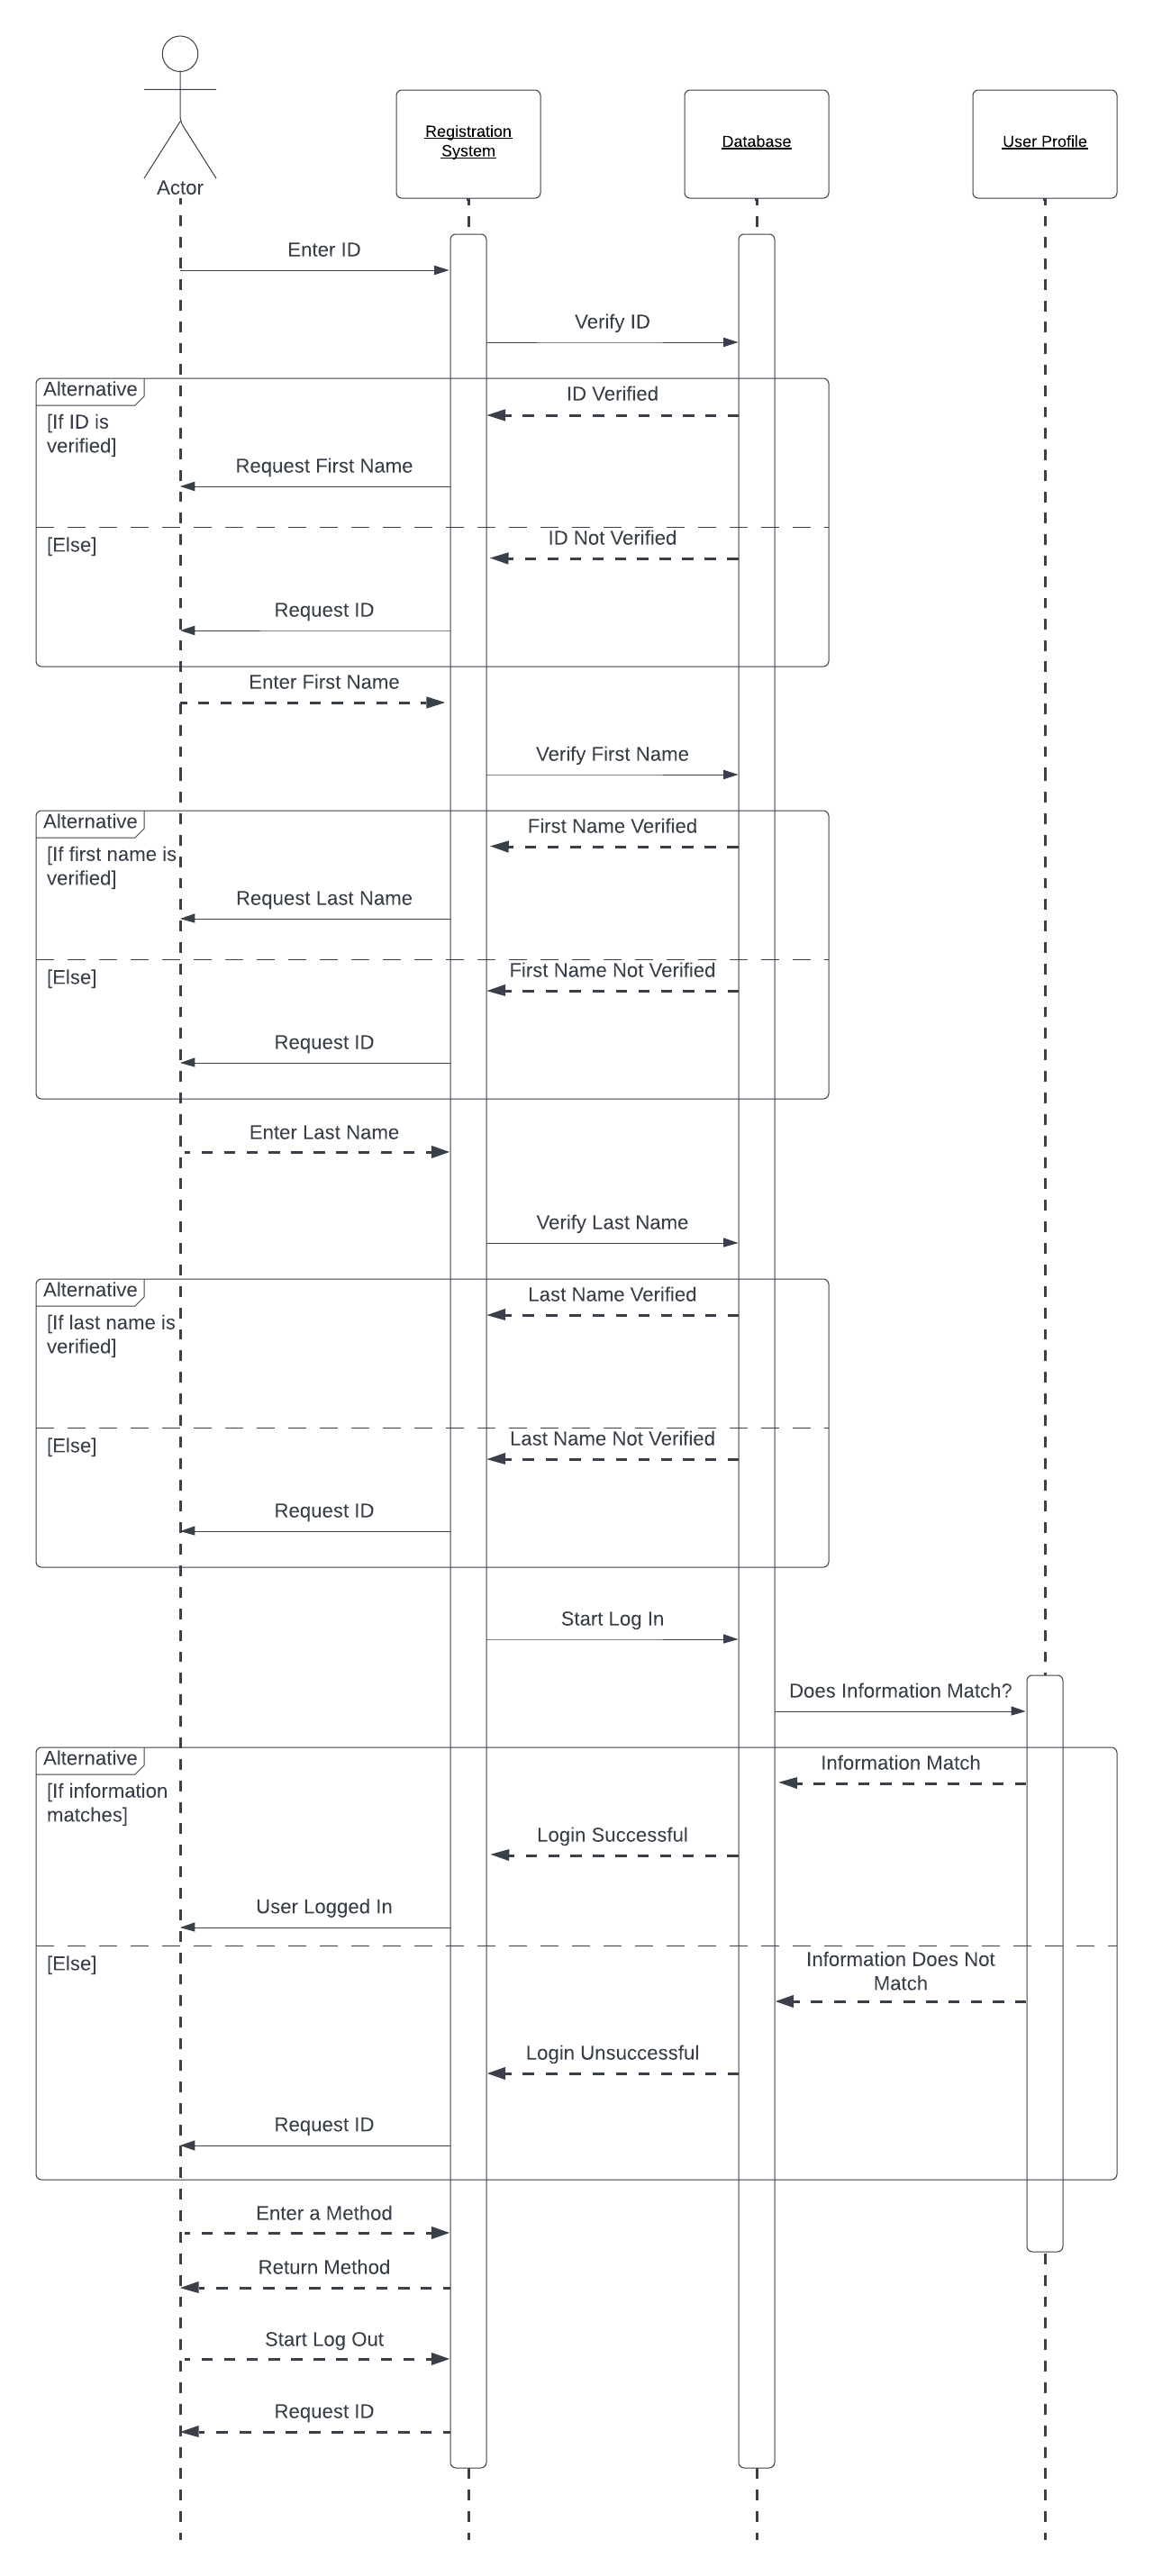 Actor
Registration
System
Database
User Profile
Enter ID
Verify ID
Alternative
[If ID is
verified]
ID Verified
Request First Name
[Else]
ID Not Verified
Request ID
Enter First Name
Verify First Name
Alternative
[If first name is
verified]
First Name Verified
Request Last Name
[Else]
First Name Not Verified
Request ID
Enter Last Name
Verify Last Name
Alternative
[If last name is
verified]
Last Name Verified
[Else]
Last Name Not Verified
Request ID
Start Log In
Does Information Match?
Alternative
[If information
matches]
Information Match
Login Successful
User Logged In
[Else]
Information Does Not
Match
Login Unsuccessful
Request ID
Enter a Method
Return Method
Start Log Out
Request ID